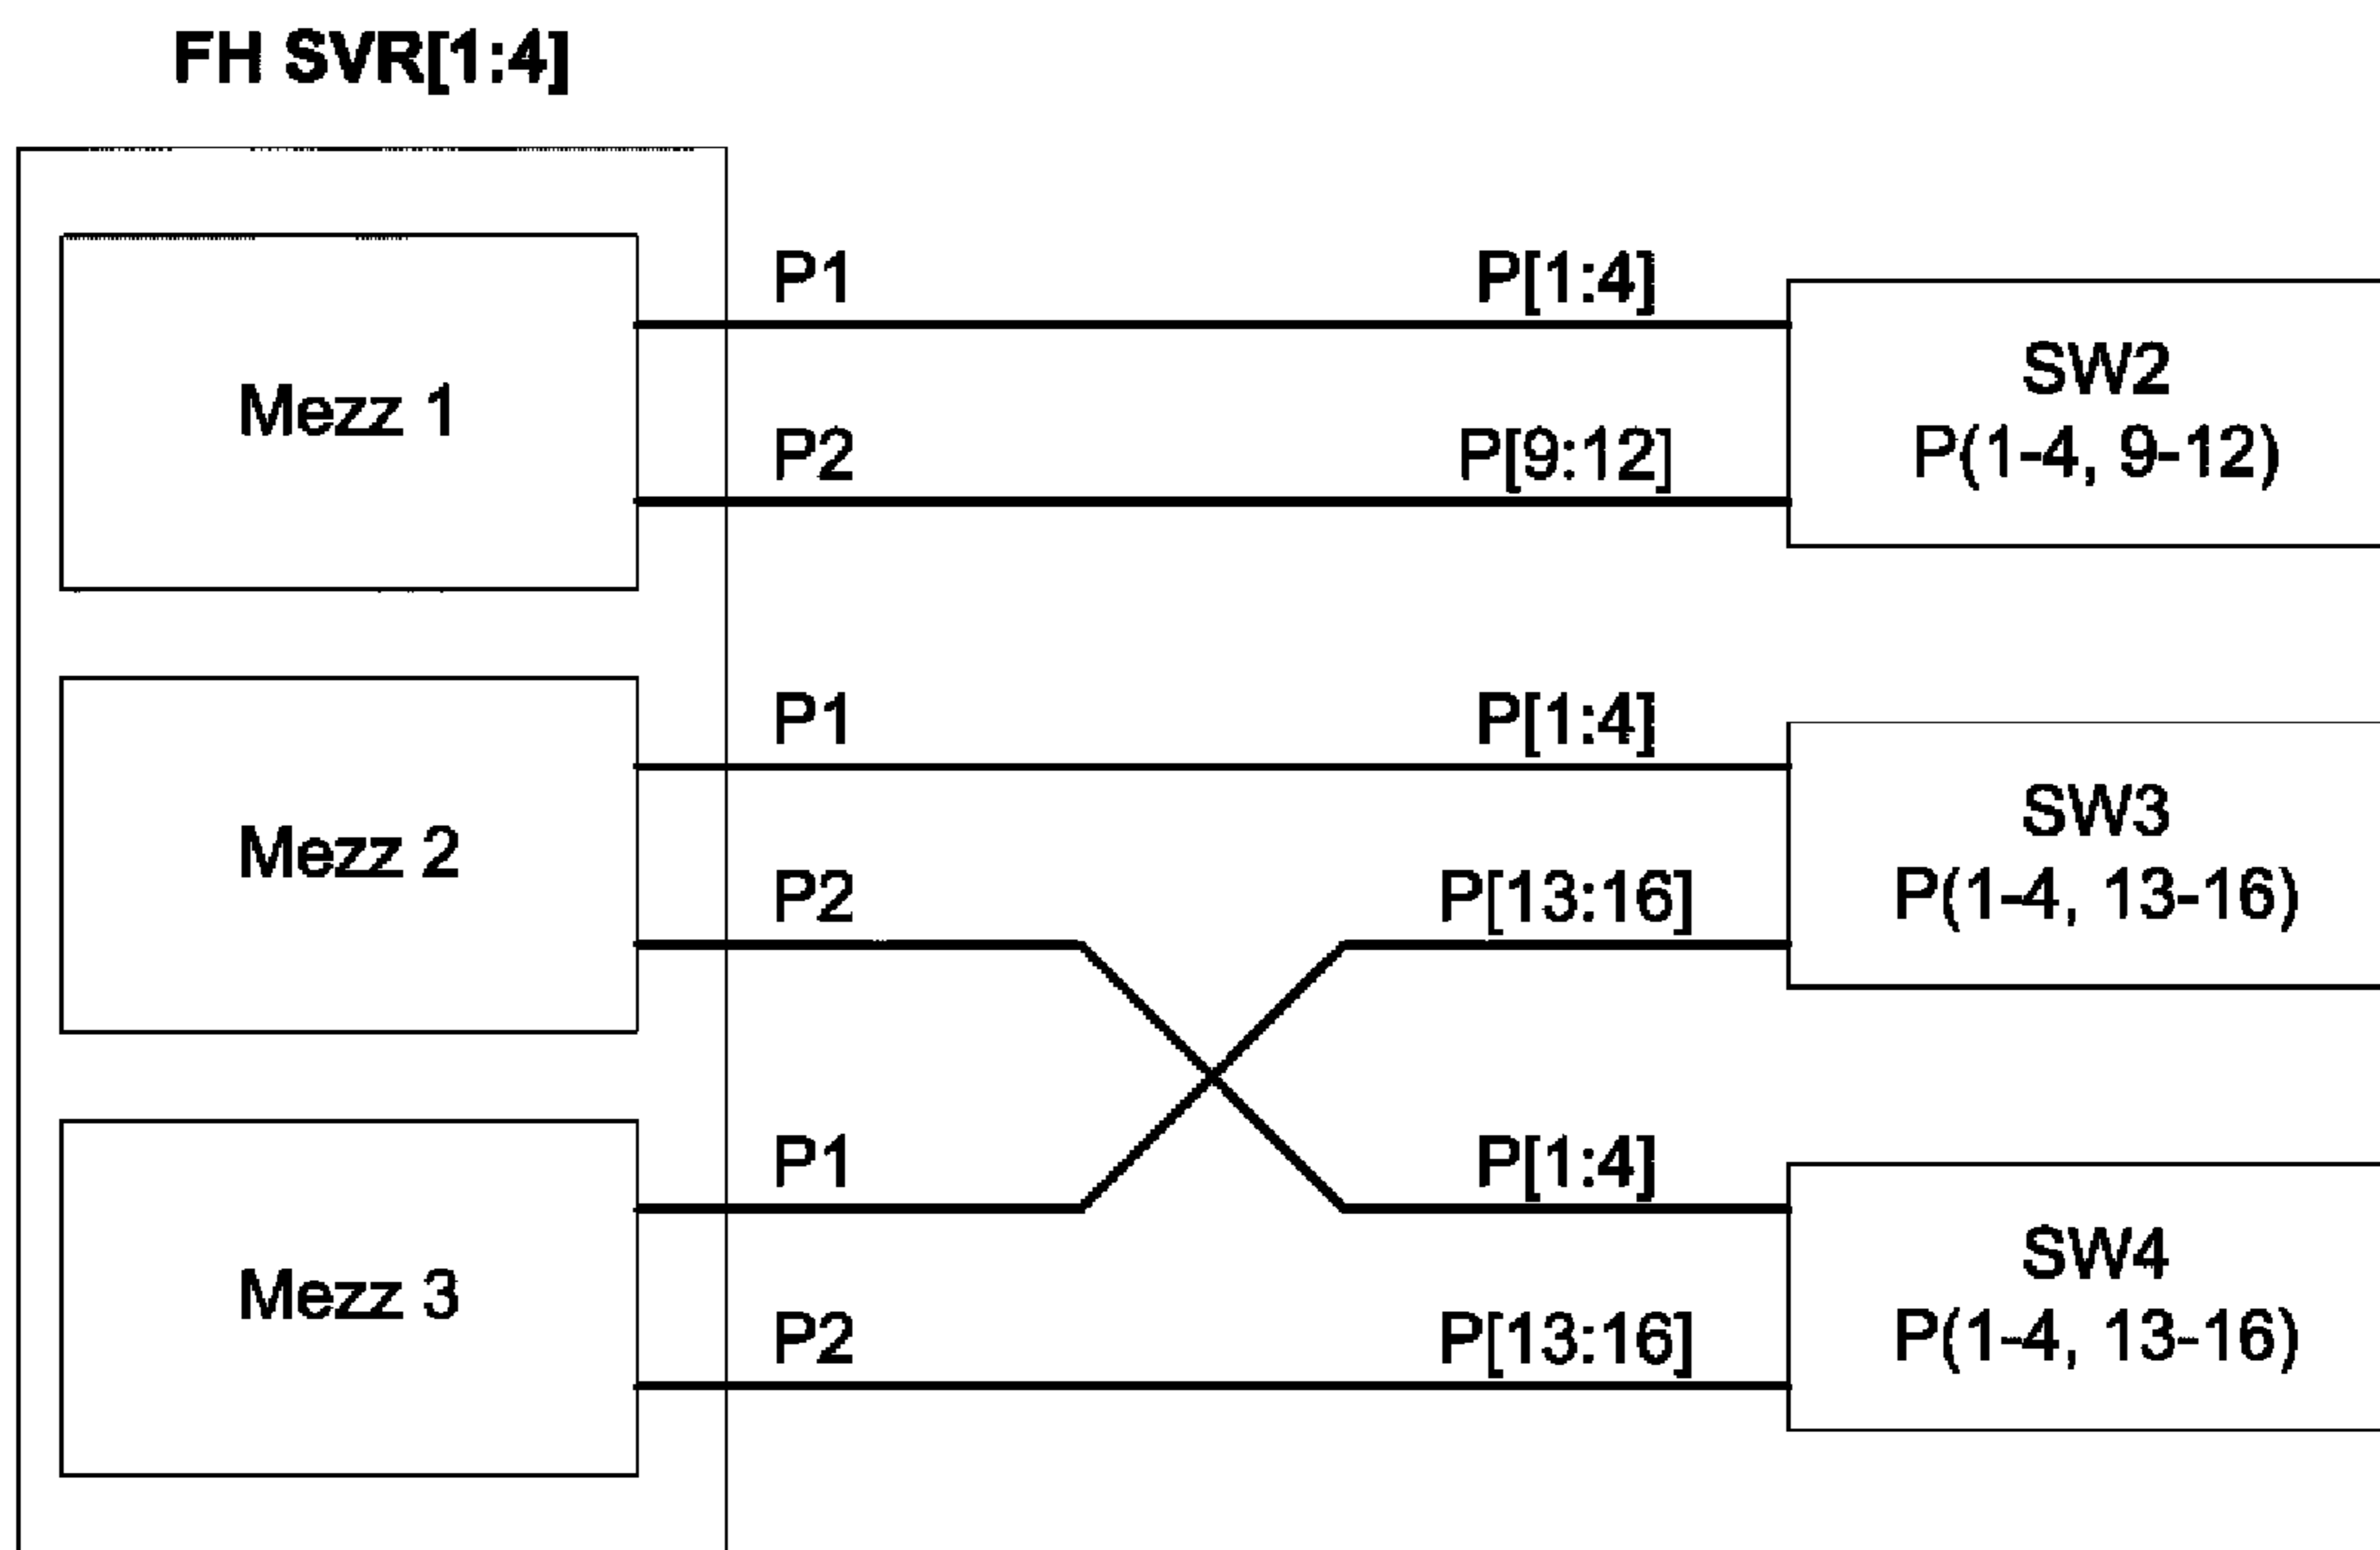 FH SVR[1:4]
P1
P[1:4]
Mezz 1
SW2
P(1-4, 9-12)
P2
P[9:12]
P1
P[1:4]
Mezz 2
SW3
P(1-4, 13-16)
P2
P[13:16]
P1
P[1:4]
Mezz 3
SW4
P(1-4, 13-16)
P2
P[13:16]